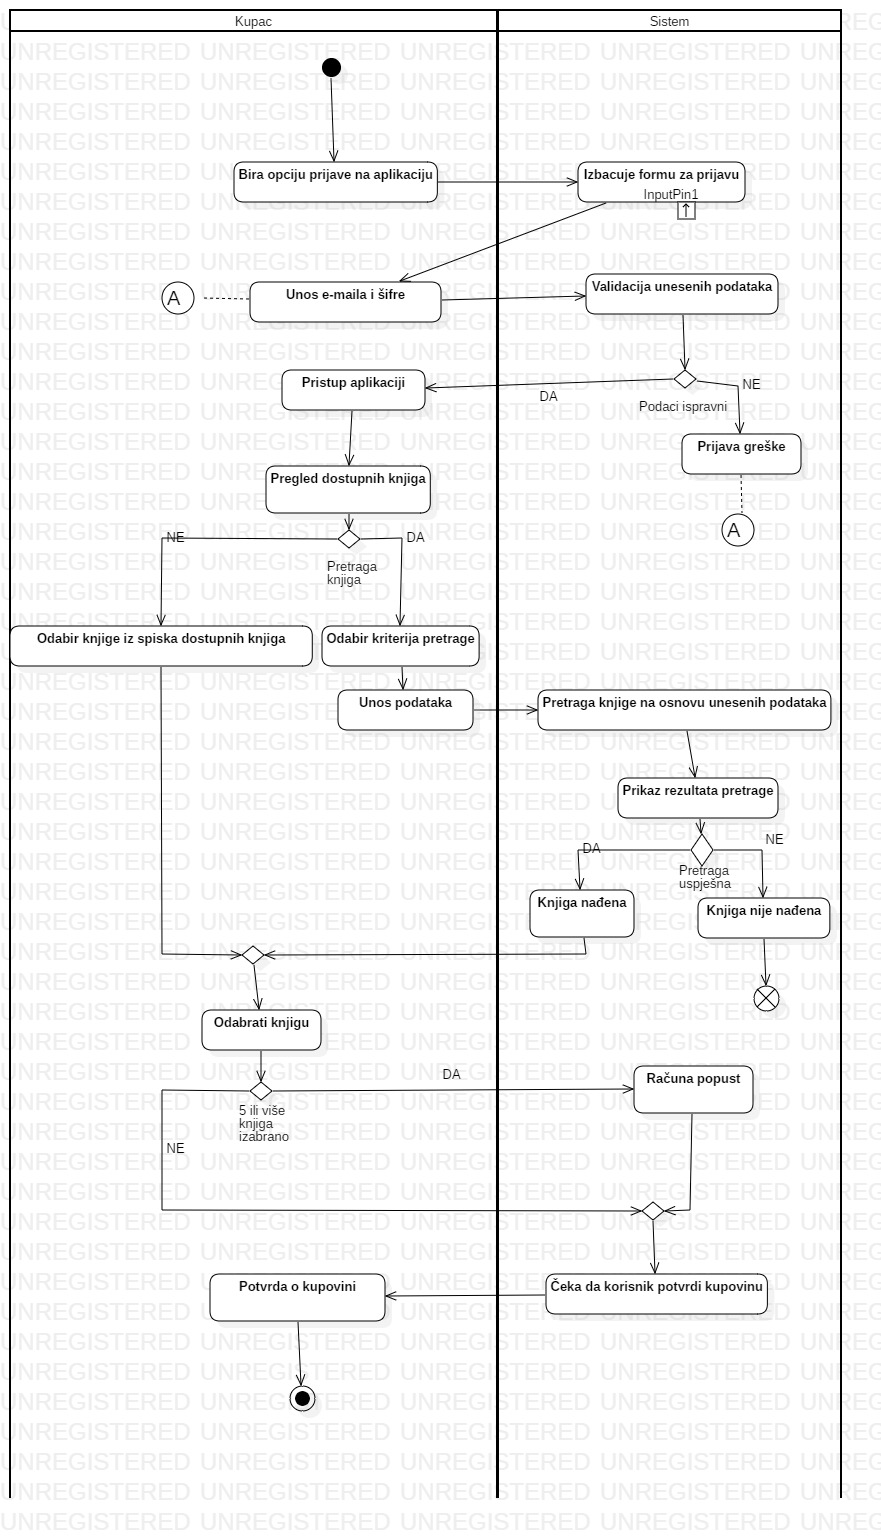 Kupac
Sistem
Bira opciju prijave na aplikaciju
Izbacuje formu za prijavu
InputPin1
A
Unos e-maila i šifre
Validacija unesenih podataka
Pristup aplikaciji
DA
NE
Podaci ispravni
Prijava greške
A
Pregled dostupnih knjiga
NE
DA
Pretraga
knjiga
Odabir knjige iz spiska dostupnih knjiga
Odabir kriterija pretrage
Unos podataka
Pretraga knjige na osnovu unesenih podataka
Prikaz rezultata pretrage
DA
NE
Pretraga
uspješna
Knjiga nađena
Knjiga nije nađena
Odabrati knjigu
DA
Računa popust
5 ili više
knjiga
izabrano
NE
Potvrda o kupovini
Čeka da korisnik potvrdi kupovinu
UNREGISTERED